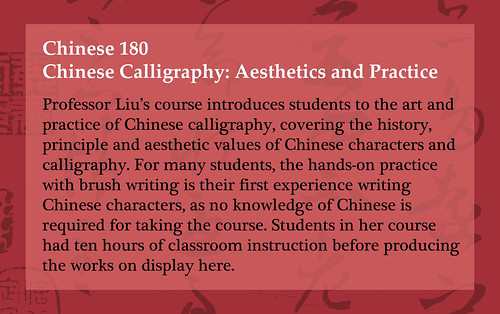 Chinese 180
Chinese Calligraphy: Aesthetics and Practice
Professor Liu's course introduces students to the art and
practice of Chinese calligraphy, covering the history,
principle and aesthetic values of Chinese characters and
calligraphy. For many students, the hands-on practice
with brush writing is their first experience writing
Chinese characters, as no knowledge of Chinese is
required for taking the course. Students in her course
had ten hours of classroom instruction before producing
the works on display here.